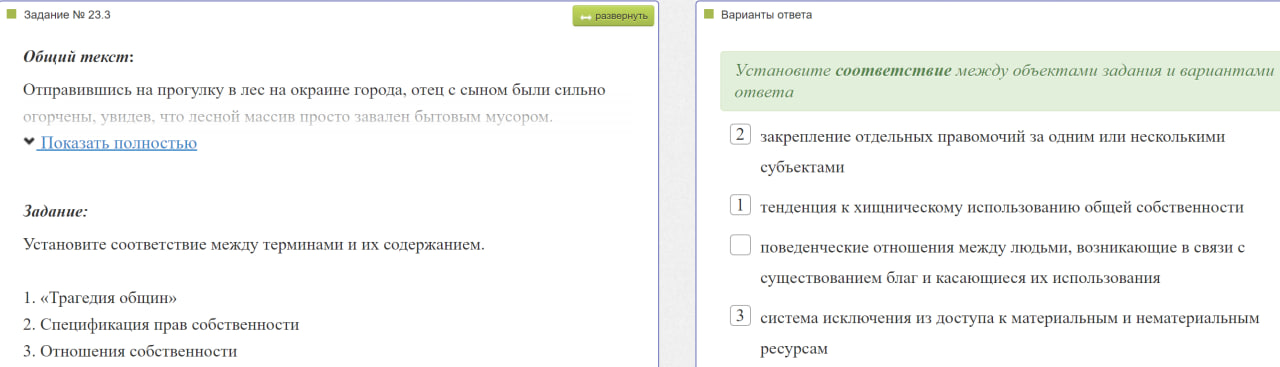 Задание № 23.3
развернуть
Общий текст:
Отправившись на прогулку в лес на окраине города, отец с сыном были сильно
огорчены, увидев, что лесной массив просто завален бытовым мусором.
Показать полностью
Задание:
Установите соответствие между терминами и их содержанием.
1. «Трагедия общин»
2. Спецификация прав собственности
3. Отношения собственности
Варианты ответа
Установите соответствие между объектами задания и вариантами
ответа
2 закрепление отдельных правомочий за одним или несколькими
субъектами
1 тенденция к хищническому использованию общей собственности
поведенческие отношения между людьми, возникающие в связи с
существованием благ и касающиеся их использования
3 система исключения из доступа к материальным и нематериальным
ресурсам